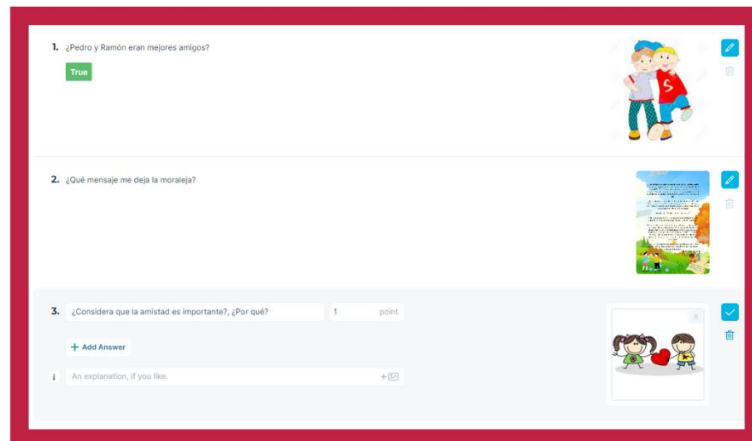 1. ¿Pedro y Ramón eran mejores amigos?
True
S
2. ¿Qué mensaje me deja la moraleja?
3. ¿Considera que la amistad es importante?, ¿Por qué? 1 point
+ Add Answer
i An explanation, if you like.